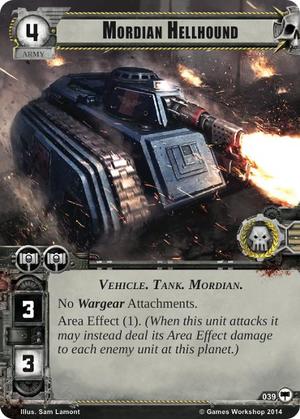 4
MORDIAN HELLHOUND
ARMY
VEHICLE. TANK. MORDIAN.
3
No Wargear Attachments.
Area Effect (1). (When this unit attacks it
may instead deal its Area Effect damage
to each enemy unit at this planet.)
3
039
Illus. Sam Lamont
© Games Workshop 2014